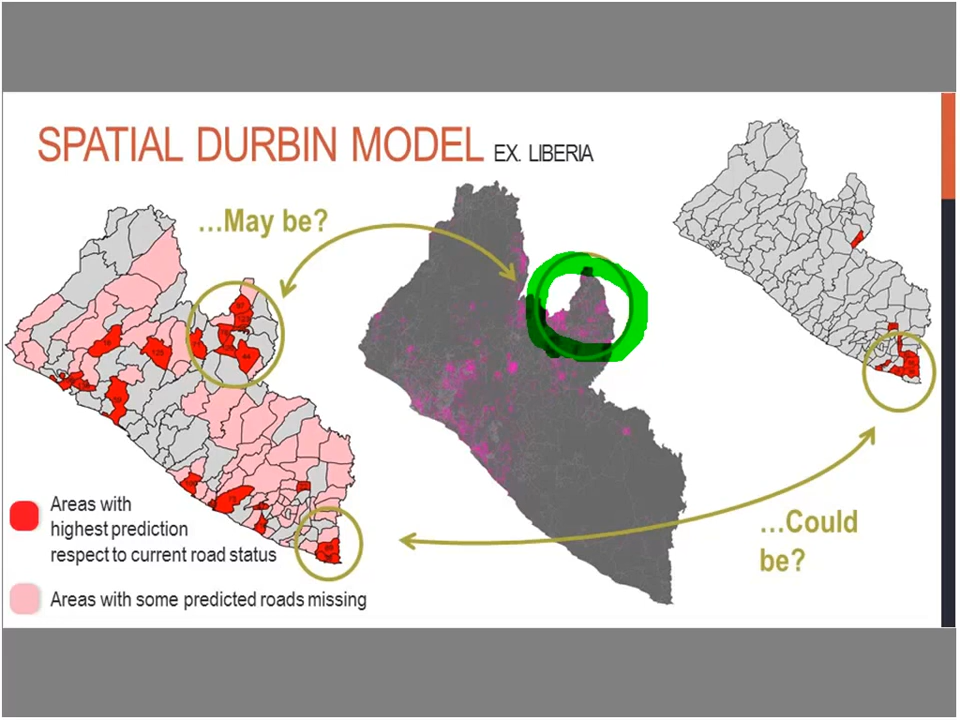 SPATIAL DURBIN MODEL EX. LIBERIA
...May be?
Areas with
highest prediction
respect to current road status
Areas with some predicted roads missing
...Could
be?
44